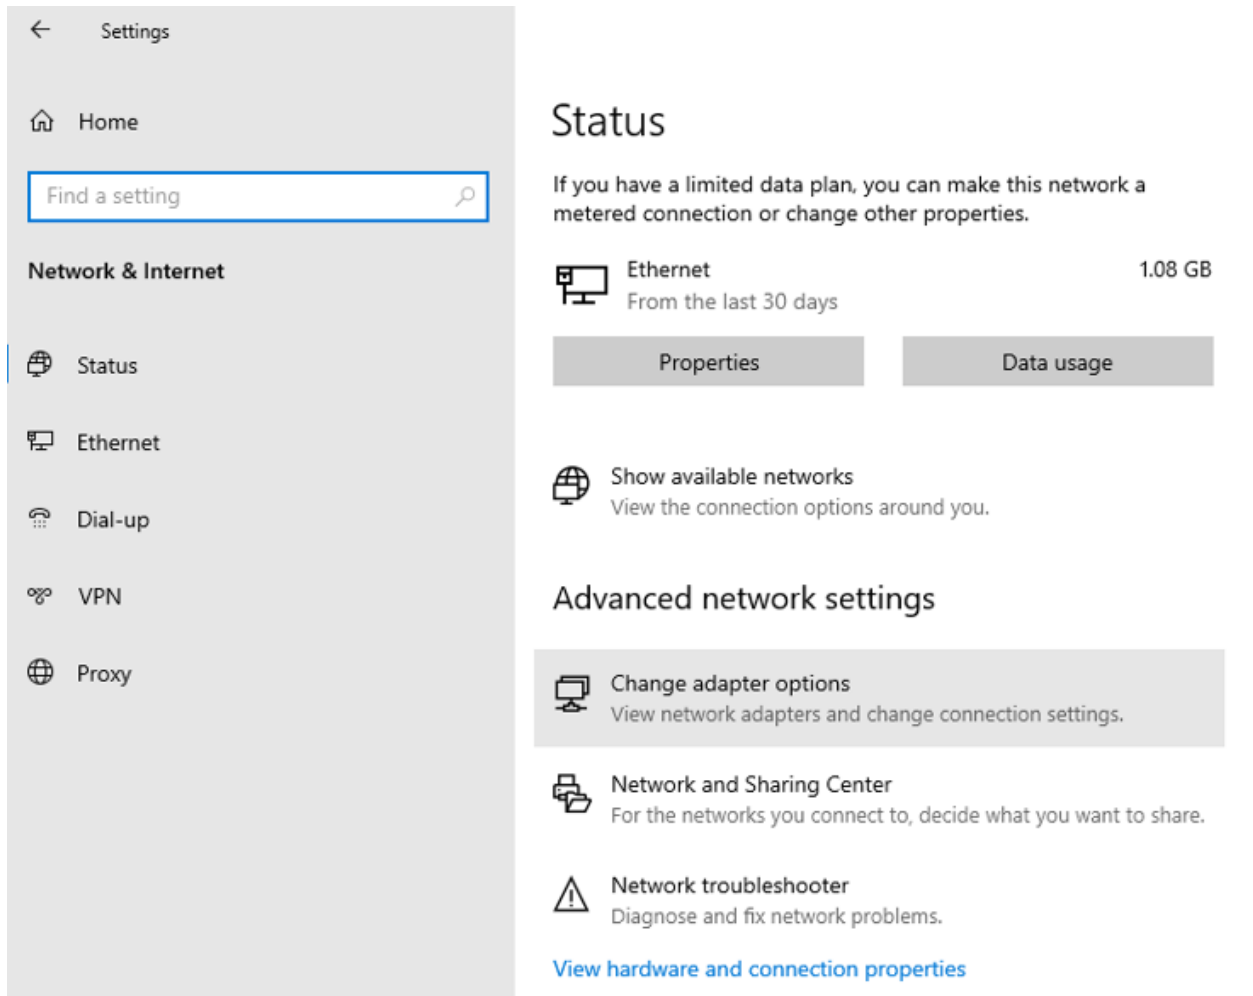 Settings
Home
Find a setting
Network & Internet
Status
Ethernet
Dial-up
VPN
Proxy
Status
If you have a limited data plan, you can make this network a
metered connection or change other properties.
Ethernet 1.08 GB
From the last 30 days
Properties Data usage
Show available networks
View the connection options around you.
Advanced network settings
Change adapter options
View network adapters and change connection settings.
Network and Sharing Center
For the networks you connect to, decide what you want to share.
Network troubleshooter
Diagnose and fix network problems.
View hardware and connection properties